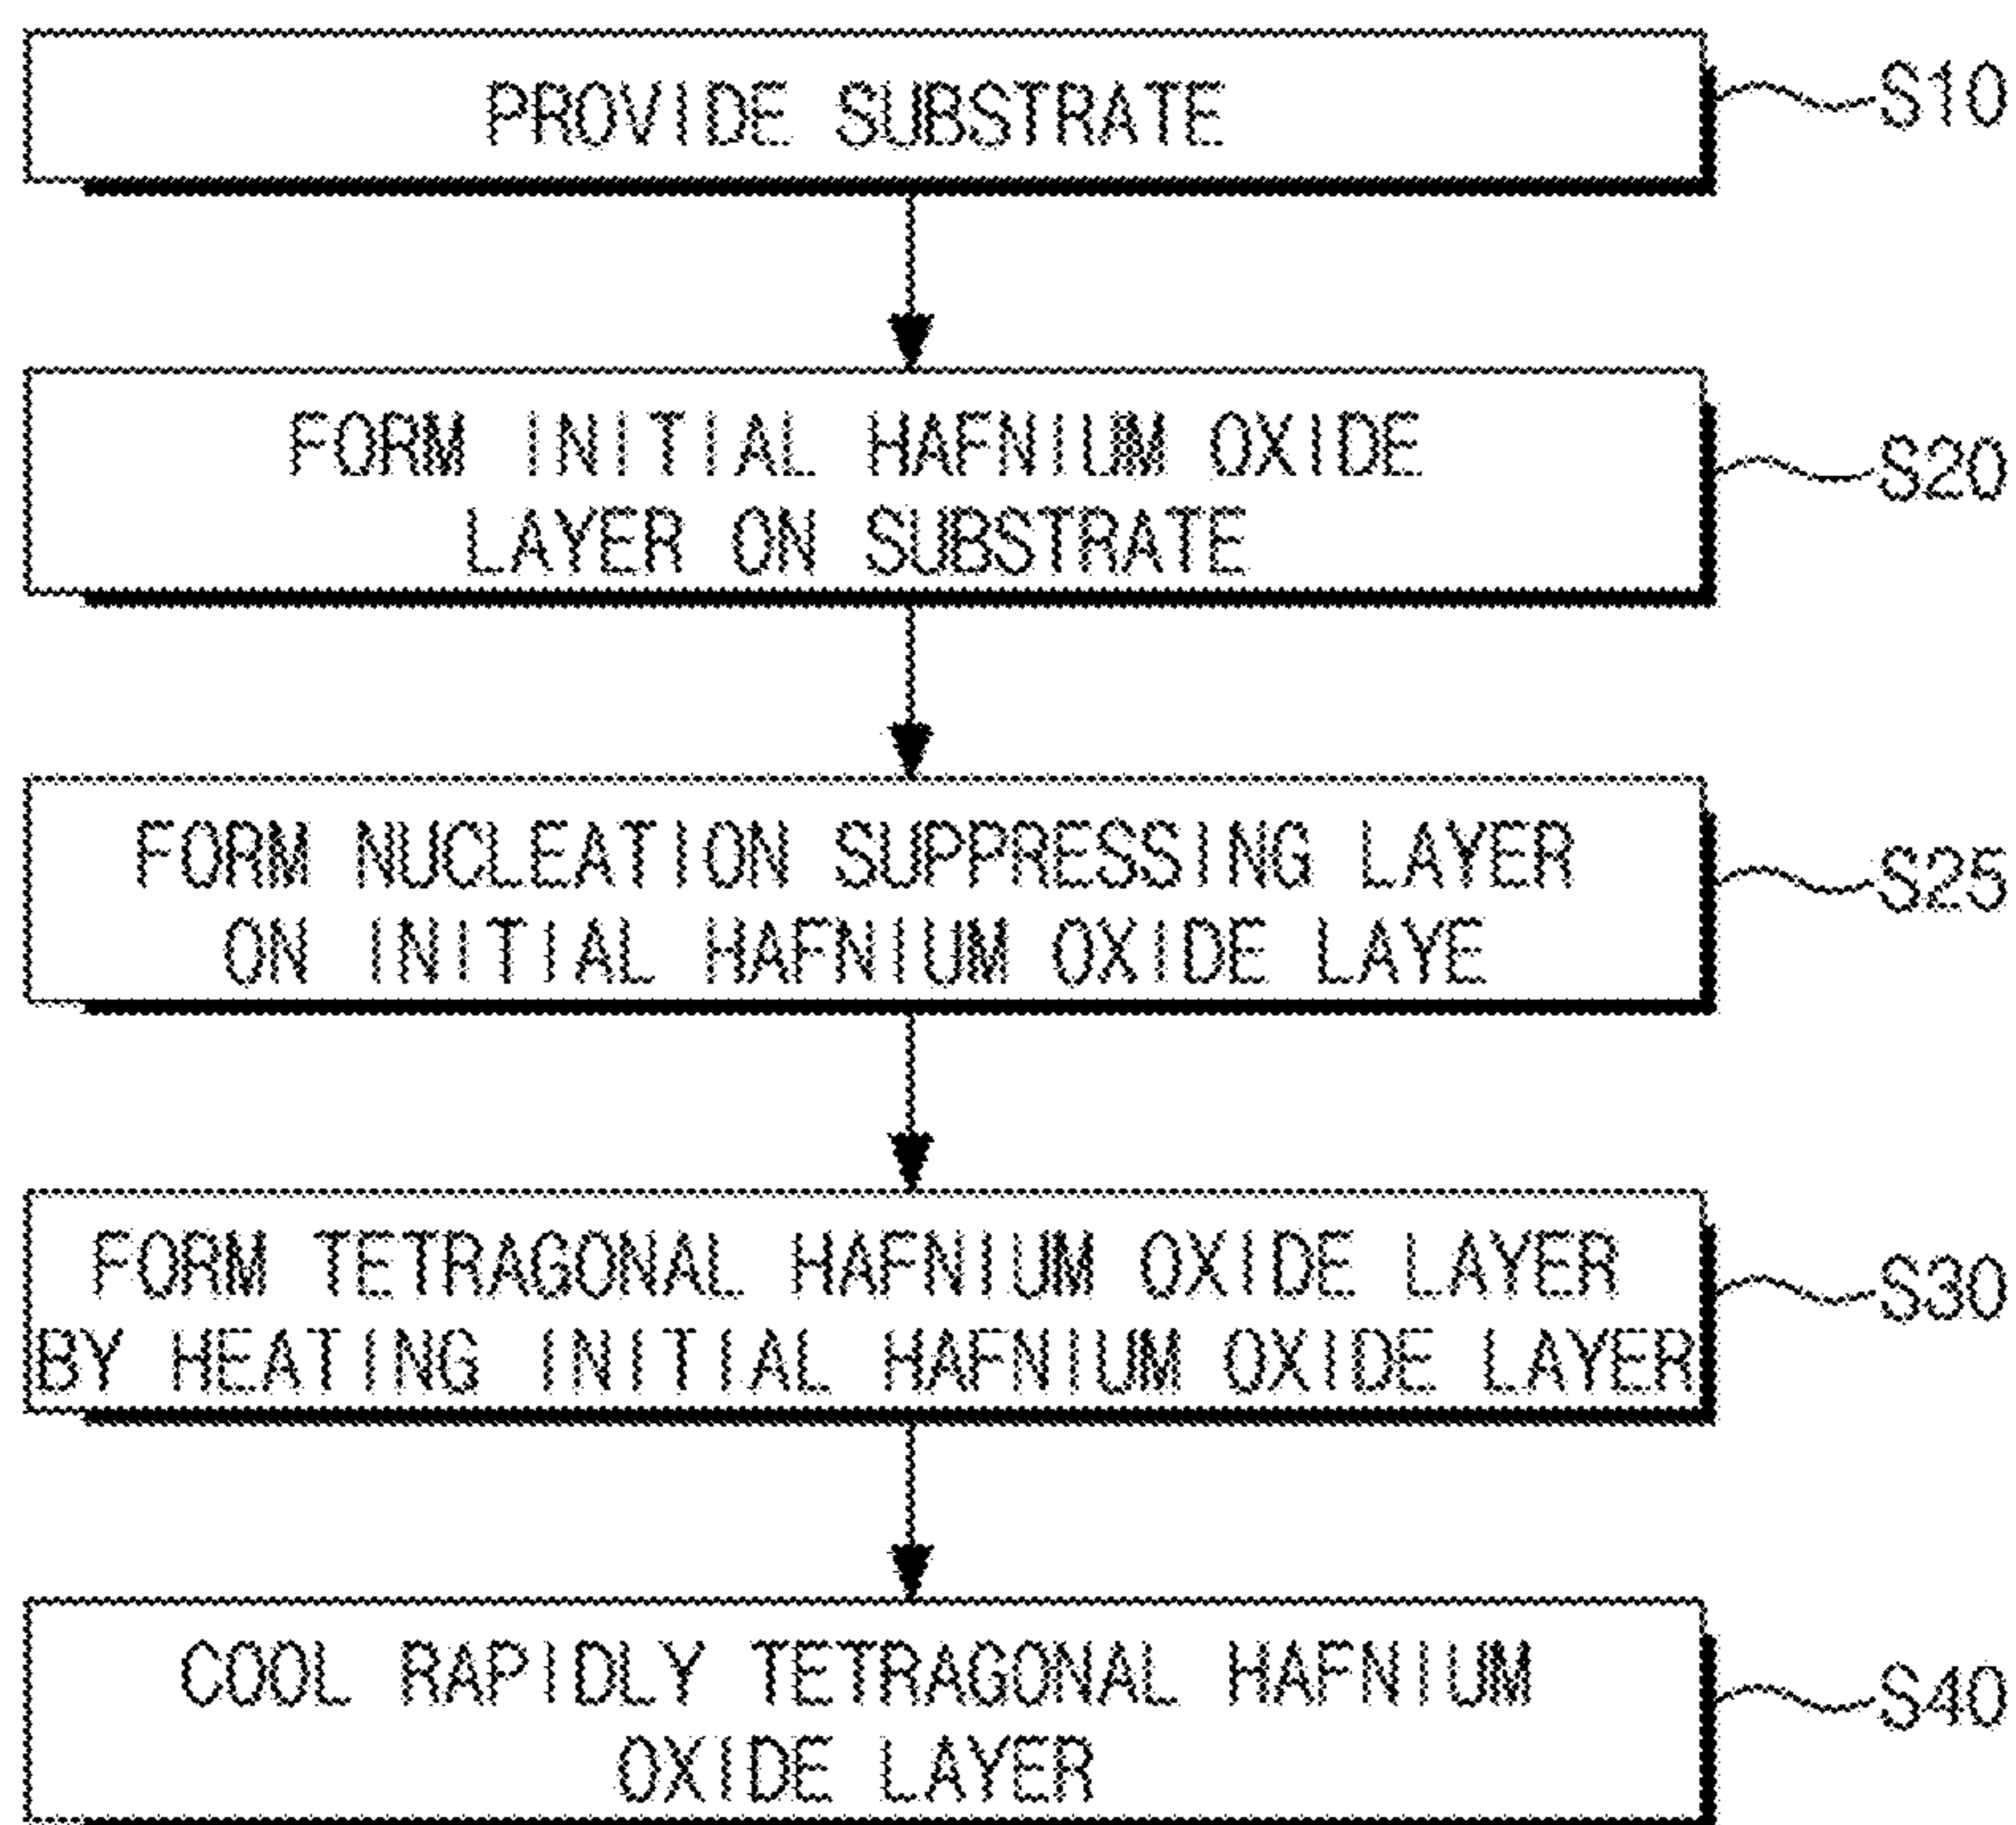 PROVIDE SUBSTRATE
S10
FORM INITIAL HAFNIUM OXIDE
LAYER ON SUBSTRATE
S20
FORM NUCLEATION SUPPRESSING LAYER
ON INITIAL HAFNIUM OXIDE LAYE
S25
FORM TETRAGONAL HAFNIUM OXIDE LAYER
BY HEATING INITIAL HAFNIUM OXIDE LAYER
S30
COOL RAPIDLY TETRAGONAL HAFNIUM
OXIDE LAYER
S40